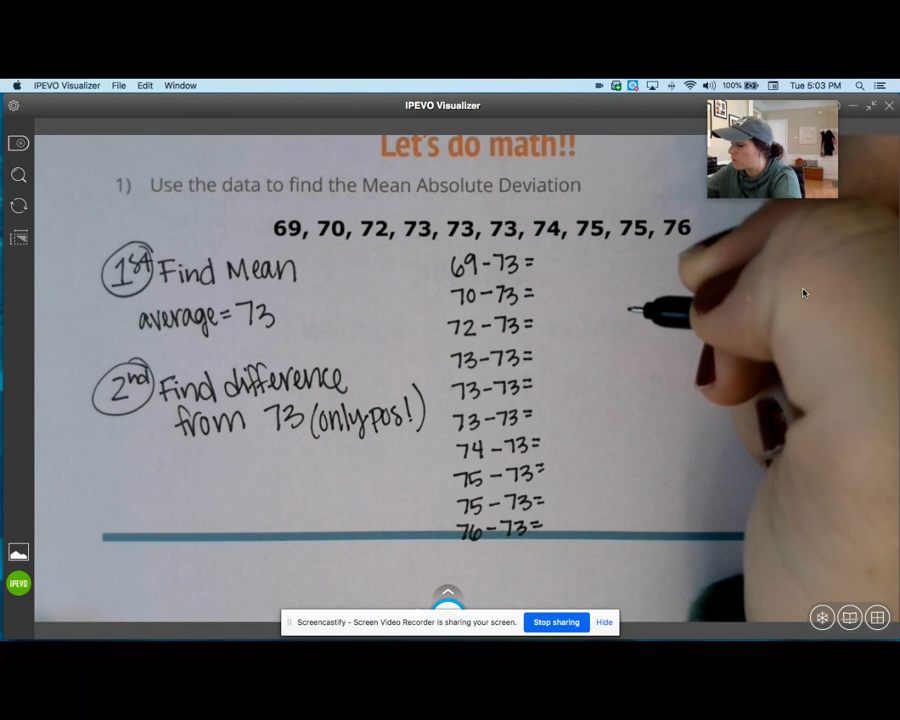 IPEVO Visualizer File Edit Window 100% Tue 5:03 PM
IPEVO Visualizer
Let's do math!!
1) Use the data to find the Mean Absolute Deviation
69, 70, 72, 73, 73, 73, 74, 75, 75, 76
1st Find Mean
average = 73
2nd Find difference
from 73 (only pos!)
69-73=
70-73=
72-73=
73-73=
73-73=
73-73=
74-73=
75-73=
75-73=
76-73=
IPEVO
Screencastify - Screen Video Recorder is sharing your screen. Stop sharing Hide